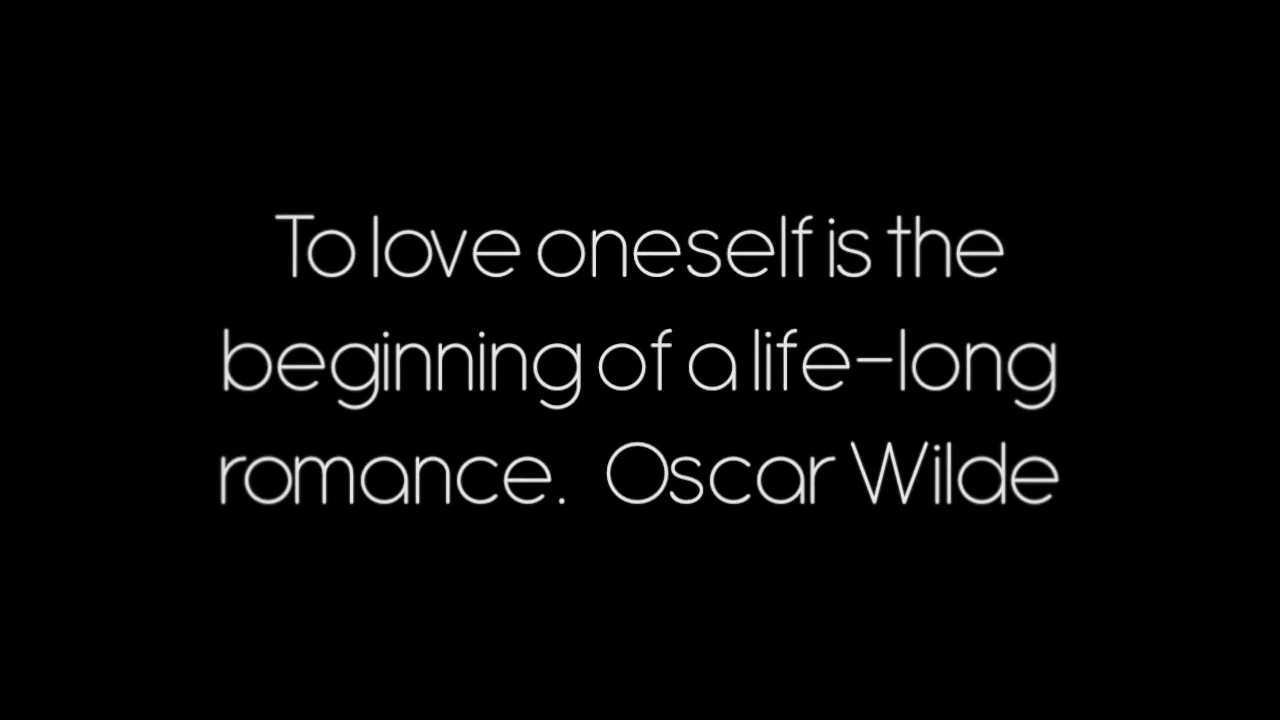 To love oneself is the
beginning of a life-long
romance.  Oscar Wilde